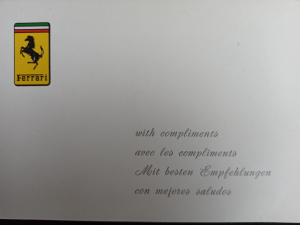 Ferrari
with compliments
avec les compliments
Mit besten Empfehlungen
con mejores saludos